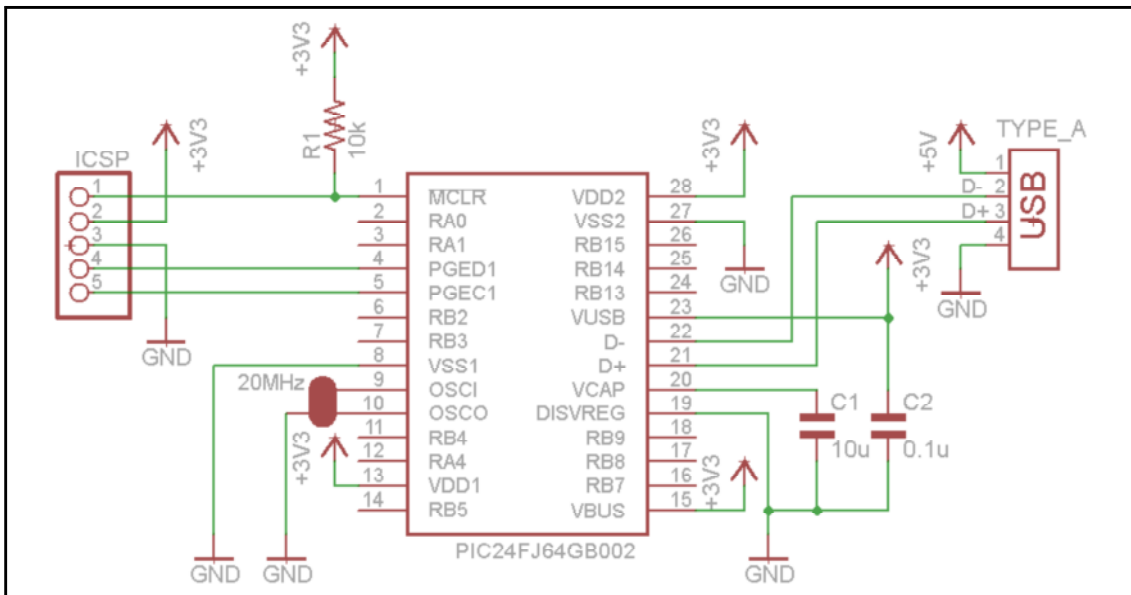 +3V3
R1
10k
ICSP
+3V3
1
2
3
4
5
GND
1 MCLR
2 RA0
3 RA1
4 PGED1
5 PGEC1
6 RB2
7 RB3
8 VSS1
9 OSCI
10 OSCO
11 RB4
12 RA4
13 VDD1
14 RB5
VDD2 28
VSS2 27
RB15 26
RB14 25
RB13 24
VUSB 23
D- 22
D+ 21
VCAP 20
DISVREG 19
RB9 18
RB8 17
RB7 16
VBUS 15
PIC24FJ64GB002
20MHz
+3V3
GND
GND
+3V3
GND
+5V
TYPE_A
1
D- 2
D+ 3
4
USB
GND
+3V3
C1
10u
C2
0.1u
+3V3
GND